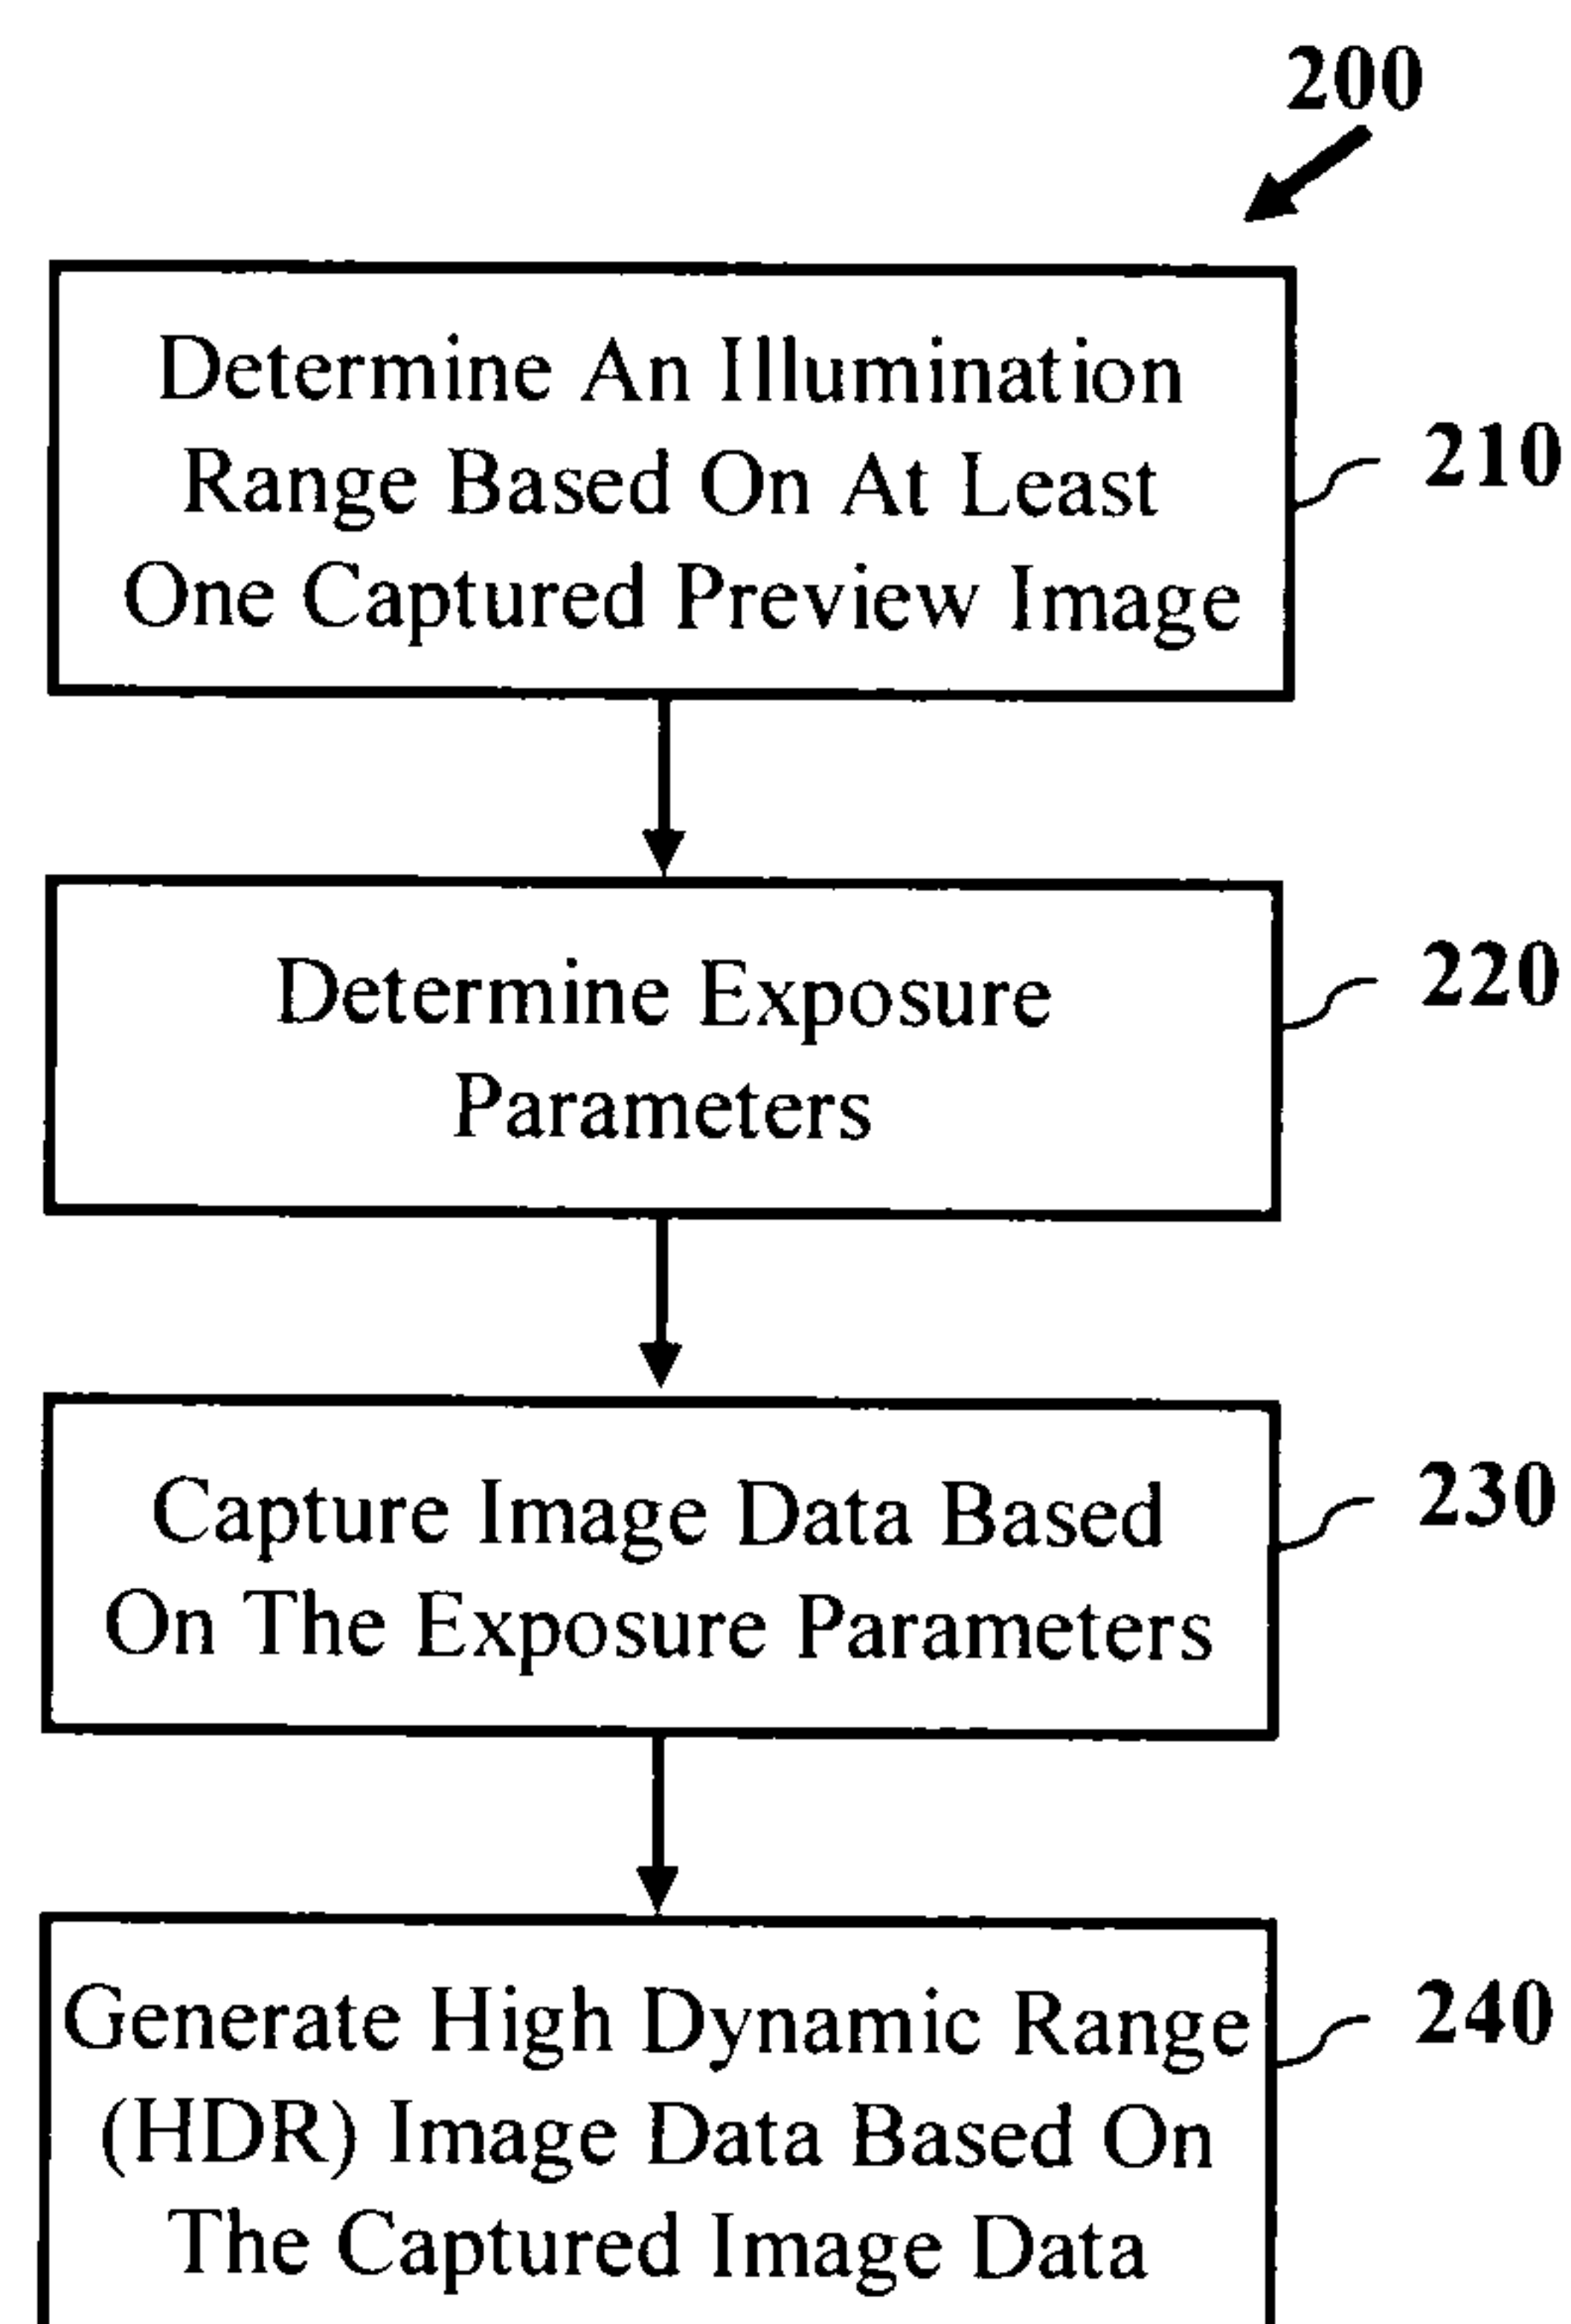 200
Determine An Illumination
Range Based On At Least
One Captured Preview Image
210
Determine Exposure
Parameters
220
Capture Image Data Based
On The Exposure Parameters
230
Generate High Dynamic Range
(HDR) Image Data Based On
The Captured Image Data
240